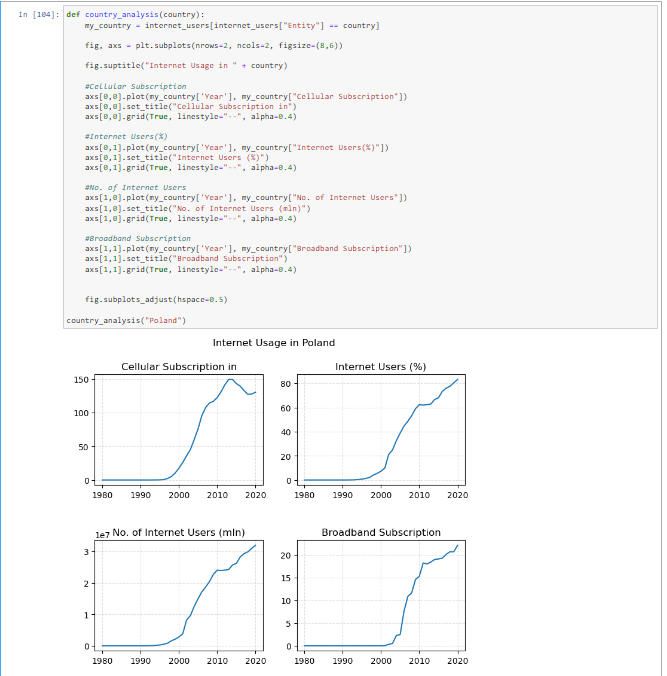 In [104]: def country_analysis(country):
my_country = internet_users[internet_users["Entity"] == country]
fig, axs = plt.subplots(nrows=2, ncols=2, figsize=(8,6))
fig.suptitle("Internet Usage in " + country)
#Cellular Subscription
axs[0,0].plot(my_country['Year'], my_country["Cellular Subscription"])
axs[0,0].set_title("Cellular Subscription in")
axs[0,0].grid(True, linestyle="--", alpha=0.4)
#Internet Users(%)
axs[0,1].plot(my_country['Year'], my_country["Internet Users(%)"])
axs[0,1].set_title("Internet Users (%)")
axs[0,1].grid(True, linestyle="--", alpha=0.4)
#No. of Internet Users
axs[1,0].plot(my_country['Year'], my_country["No. of Internet Users"])
axs[1,0].set_title("No. of Internet Users (mln)")
axs[1,0].grid(True, linestyle="--", alpha=0.4)
#Broadband Subscription
axs[1,1].plot(my_country['Year'], my_country["Broadband Subscription"])
axs[1,1].set_title("Broadband Subscription")
axs[1,1].grid(True, linestyle="--", alpha=0.4)
fig.subplots_adjust(hspace=0.5)
country_analysis("Poland")
Internet Usage in Poland
Cellular Subscription in
150
100
50
0
1980 1990 2000 2010 2020
Internet Users (%)
80
60
40
20
0
1980 1990 2000 2010 2020
1e7 No. of Internet Users (mln)
3
2
1
0
1980 1990 2000 2010 2020
Broadband Subscription
20
15
10
5
0
1980 1990 2000 2010 2020